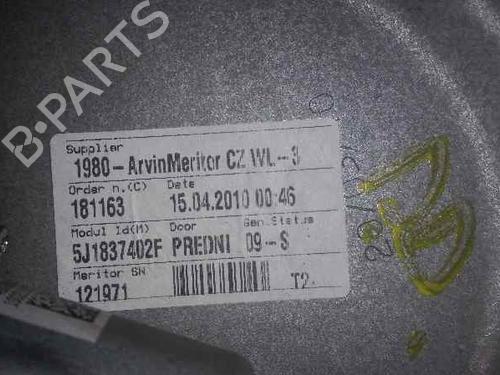 B-PARTS
Supplier
1980-ArvinMeritor CZ WL-3
Order n.(C) Date
181163 15.04.2010 00:46
Modul Id(M) Door Gen.Status
5J1837402F PREDNI 09-S
Meritor SN
121971 T2